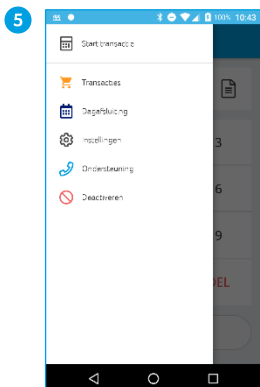 5
100% 10:43
Start transactie
Transacties
Dagafsluiting
3
Instellingen
6
Ondersteuning
Deactiveren
9
DEL